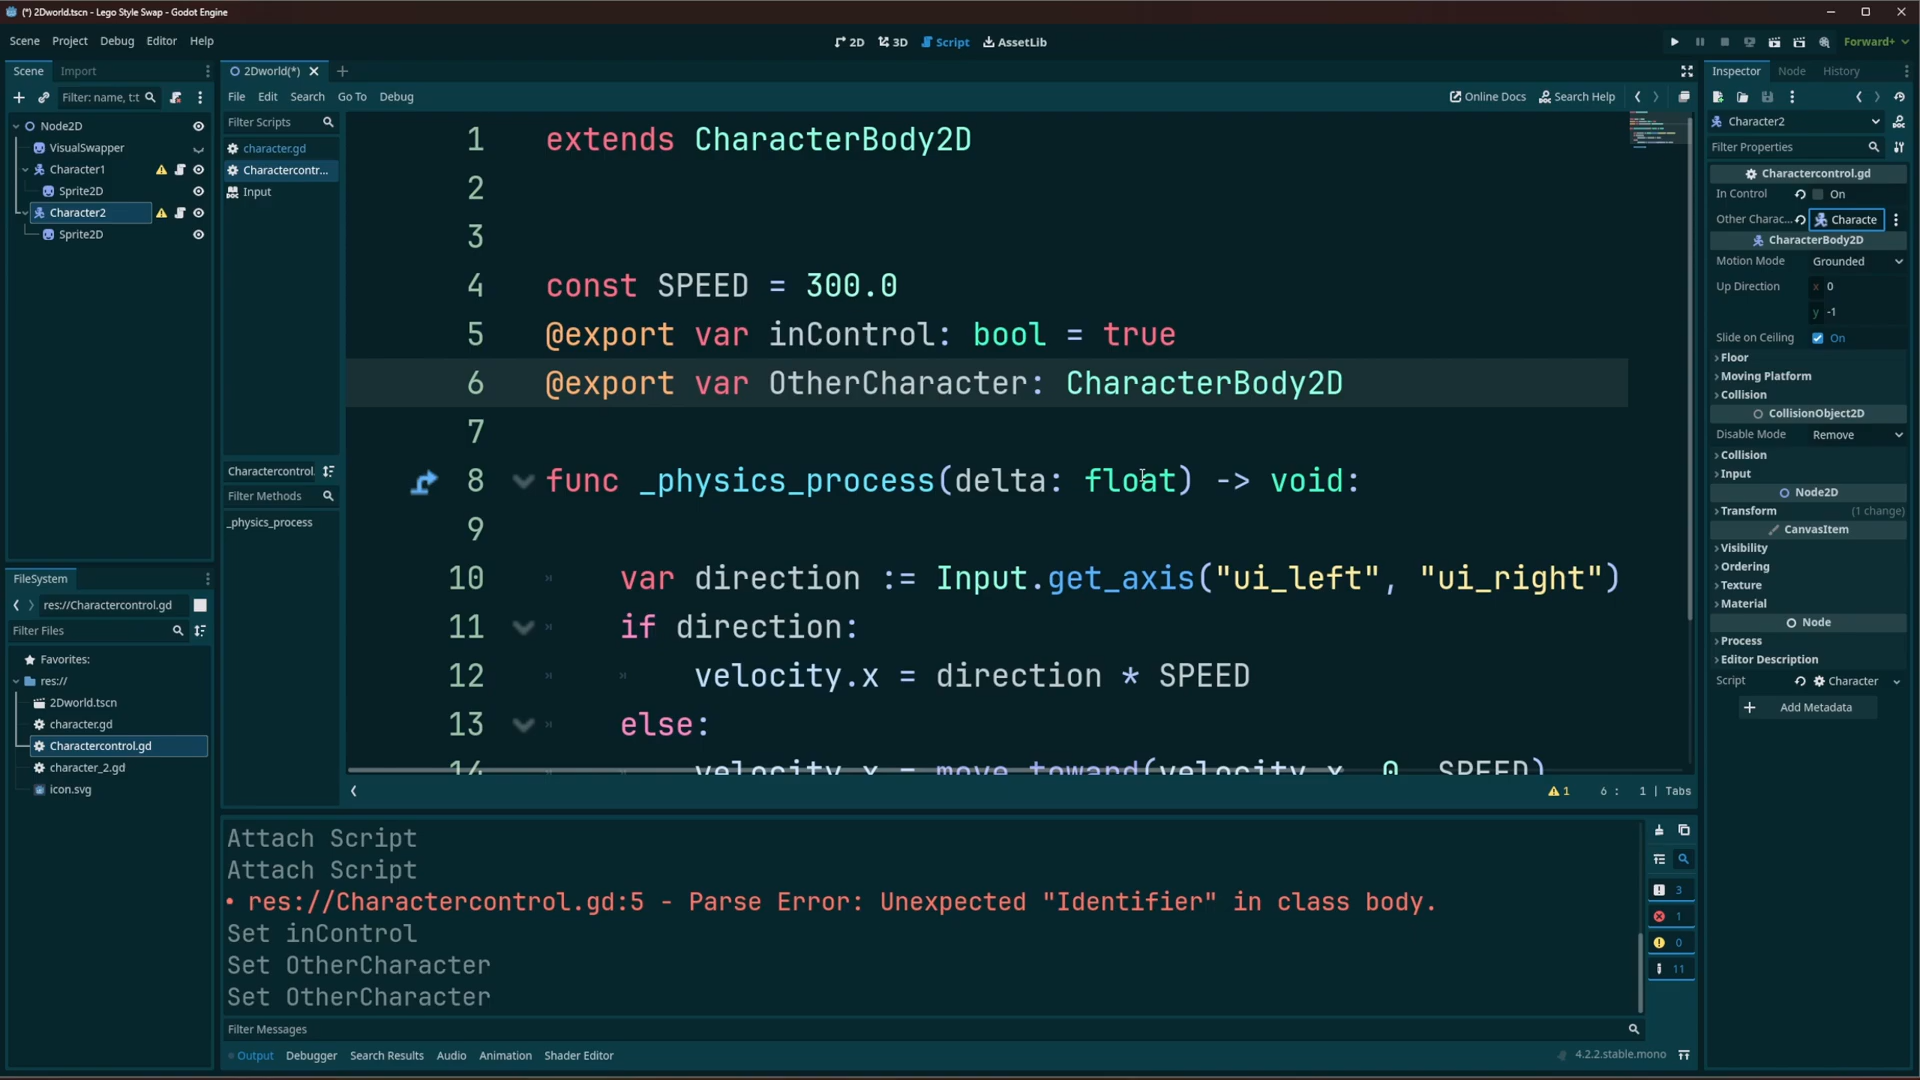 (*) 2Dworld.tscn - Lego Style Swap - Godot Engine
Scene Project Debug Editor Help
2D 3D Script AssetLib
Forward+
Scene Import
Filter: name, t:t
Node2D
VisualSwapper
Character1
Sprite2D
Character2
Sprite2D
FileSystem
res://Charactercontrol.gd
Filter Files
Favorites:
res://
2Dworld.tscn
character.gd
Charactercontrol.gd
character_2.gd
icon.svg
2Dworld(*)
File Edit Search Go To Debug
Online Docs Search Help
Filter Scripts
character.gd
Charactercontr...
Input
Charactercontrol.
Filter Methods
_physics_process
1 extends CharacterBody2D
2
3
4 const SPEED = 300.0
5 @export var inControl: bool = true
6 @export var OtherCharacter: CharacterBody2D
7
8 func _physics_process(delta: float) -> void:
9
10 var direction := Input.get_axis("ui_left", "ui_right")
11 if direction:
12 velocity.x = direction * SPEED
13 else:
14 velocity.x = move_toward(velocity.x, 0, SPEED)
1 6 : 1 | Tabs
Attach Script
Attach Script
• res://Charactercontrol.gd:5 - Parse Error: Unexpected "Identifier" in class body.
Set inControl
Set OtherCharacter
Set OtherCharacter
3
1
0
11
Filter Messages
Output Debugger Search Results Audio Animation Shader Editor
4.2.2.stable.mono
Inspector Node History
Character2
Filter Properties
Charactercontrol.gd
In Control On
Other Charac... Characte
CharacterBody2D
Motion Mode Grounded
Up Direction x 0
y -1
Slide on Ceiling On
Floor
Moving Platform
Collision
CollisionObject2D
Disable Mode Remove
Collision
Input
Node2D
Transform (1 change)
CanvasItem
Visibility
Ordering
Texture
Material
Node
Process
Editor Description
Script Character
Add Metadata